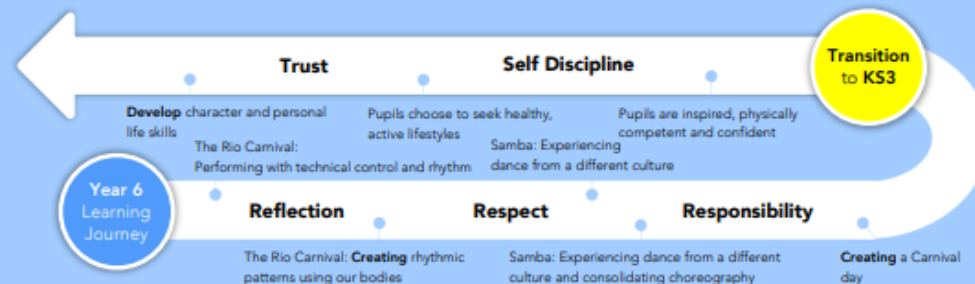 Trust
Self Discipline
Transition
to KS3
Develop character and personal
life skills
Pupils choose to seek healthy,
active lifestyles
Pupils are inspired, physically
competent and confident
The Rio Carnival:
Performing with technical control and rhythm
Samba: Experiencing
dance from a different culture
Year 6
Learning
Journey
Reflection
Respect
Responsibility
The Rio Carnival: Creating rhythmic
patterns using our bodies
Samba: Experiencing dance from a different
culture and consolidating choreography
Creating a Carnival
day